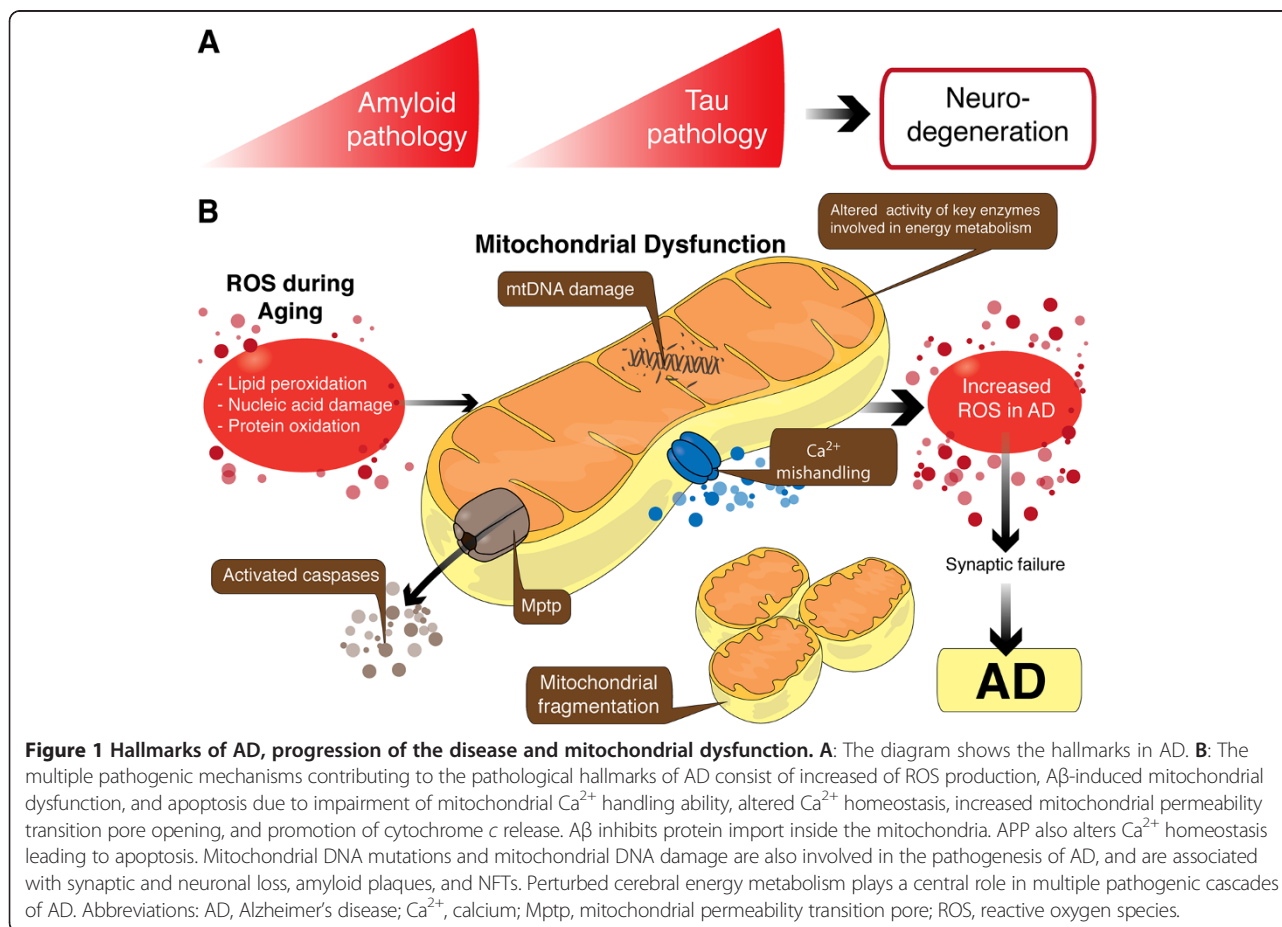 A
Amyloid
pathology
Tau
pathology
Neuro-
degeneration
B
Mitochondrial Dysfunction
Altered activity of key enzymes
involved in energy metabolism
mtDNA damage
ROS during
Aging
- Lipid peroxidation
- Nucleic acid damage
- Protein oxidation
Increased
ROS in AD
Ca²⁺
mishandling
Synaptic failure
Activated caspases
Mptp
Mitochondrial
fragmentation
AD
Figure 1 Hallmarks of AD, progression of the disease and mitochondrial dysfunction. A: The diagram shows the hallmarks in AD. B: The
multiple pathogenic mechanisms contributing to the pathological hallmarks of AD consist of increased of ROS production, Aβ-induced mitochondrial
dysfunction, and apoptosis due to impairment of mitochondrial Ca²⁺ handling ability, altered Ca²⁺ homeostasis, increased mitochondrial permeability
transition pore opening, and promotion of cytochrome c release. Aβ inhibits protein import inside the mitochondria. APP also alters Ca²⁺ homeostasis
leading to apoptosis. Mitochondrial DNA mutations and mitochondrial DNA damage are also involved in the pathogenesis of AD, and are associated
with synaptic and neuronal loss, amyloid plaques, and NFTs. Perturbed cerebral energy metabolism plays a central role in multiple pathogenic cascades
of AD. Abbreviations: AD, Alzheimer's disease; Ca²⁺, calcium; Mptp, mitochondrial permeability transition pore; ROS, reactive oxygen species.